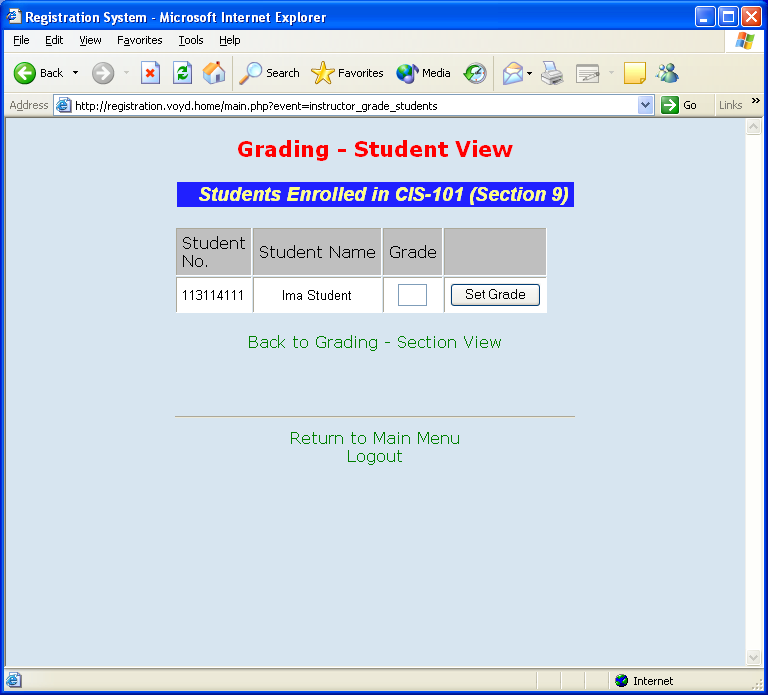 Registration System - Microsoft Internet Explorer
File Edit View Favorites Tools Help
Back Search Favorites Media
Address http://registration.voyd.home/main.php?event=instructor_grade_students Go Links »
Grading - Student View
Students Enrolled in CIS-101 (Section 9)
Student No. Student Name Grade
113114111 Ima Student Set Grade
Back to Grading - Section View
Return to Main Menu
Logout
Internet